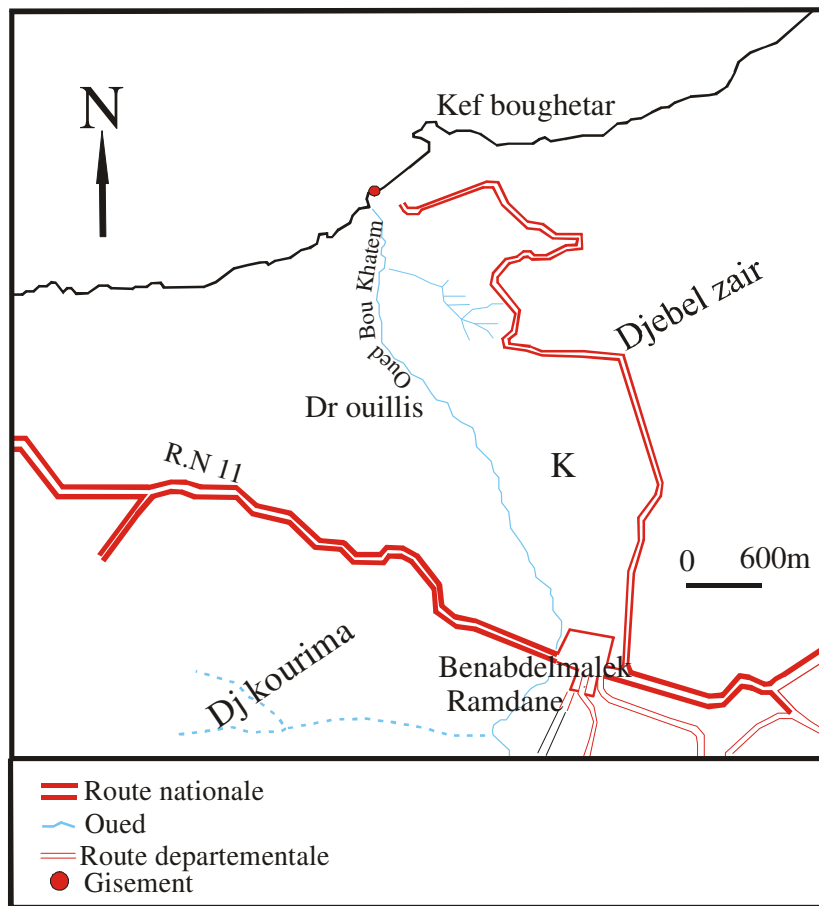 Kef boughetar
N
Oued Bou Khatem
Djebel zair
Dr ouillis
R.N 11
K
0 600m
Dj kourima
Benabdelmalek
Ramdane
Route nationale
Oued
Route departementale
Gisement